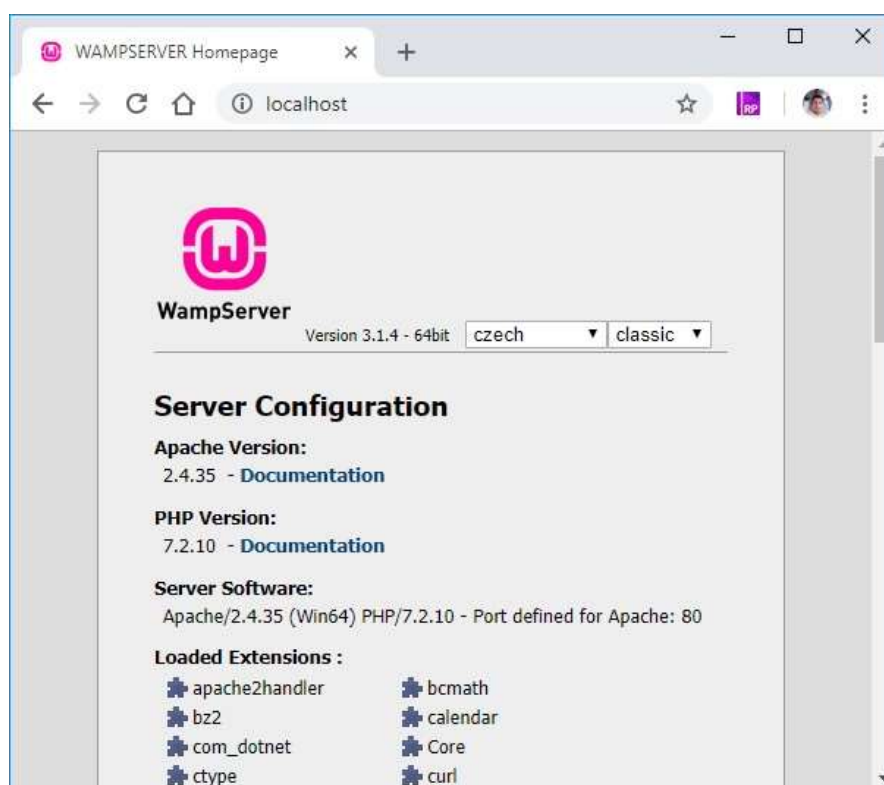 WAMPSERVER Homepage
localhost
RP
WampServer
Version 3.1.4 - 64bit czech classic
Server Configuration
Apache Version:
2.4.35 - Documentation
PHP Version:
7.2.10 - Documentation
Server Software:
Apache/2.4.35 (Win64) PHP/7.2.10 - Port defined for Apache: 80
Loaded Extensions :
apache2handler bcmath
bz2 calendar
com_dotnet Core
ctype curl